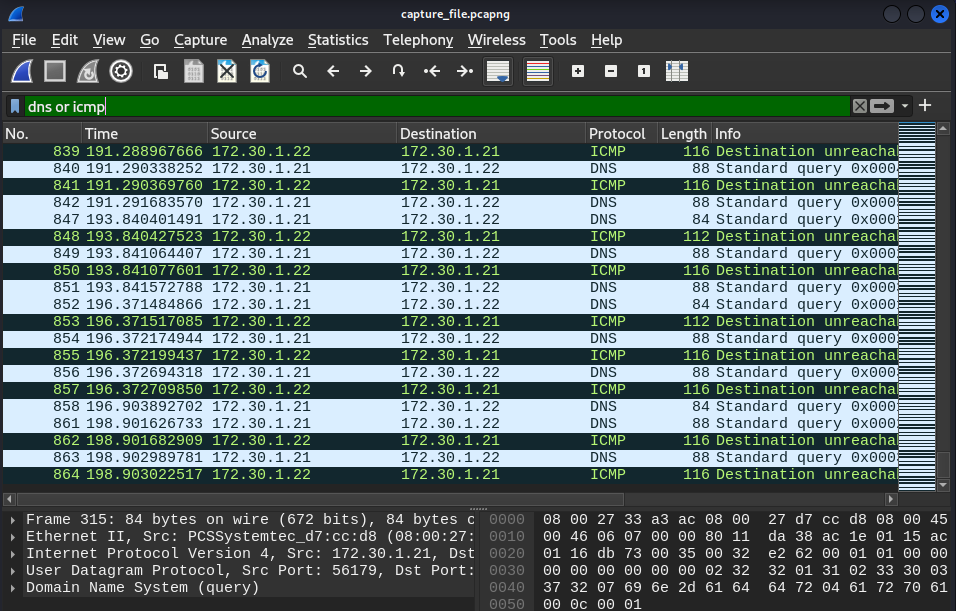 capture_file.pcapng
File Edit View Go Capture Analyze Statistics Telephony Wireless Tools Help
dns or icmp
No. Time Source Destination Protocol Length Info
839 191.288967666 172.30.1.22 172.30.1.21 ICMP 116 Destination unreacha
840 191.290338252 172.30.1.21 172.30.1.22 DNS 88 Standard query 0x000
841 191.290369760 172.30.1.22 172.30.1.21 ICMP 116 Destination unreacha
842 191.291683570 172.30.1.21 172.30.1.22 DNS 88 Standard query 0x000
847 193.840401491 172.30.1.21 172.30.1.22 DNS 84 Standard query 0x000
848 193.840427523 172.30.1.22 172.30.1.21 ICMP 112 Destination unreacha
849 193.841064407 172.30.1.21 172.30.1.22 DNS 88 Standard query 0x000
850 193.841077601 172.30.1.22 172.30.1.21 ICMP 116 Destination unreacha
851 193.841572788 172.30.1.21 172.30.1.22 DNS 88 Standard query 0x000
852 196.371484866 172.30.1.21 172.30.1.22 DNS 84 Standard query 0x000
853 196.371517085 172.30.1.22 172.30.1.21 ICMP 112 Destination unreacha
854 196.372174944 172.30.1.21 172.30.1.22 DNS 88 Standard query 0x000
855 196.372199437 172.30.1.22 172.30.1.21 ICMP 116 Destination unreacha
856 196.372694318 172.30.1.21 172.30.1.22 DNS 88 Standard query 0x000
857 196.372709850 172.30.1.22 172.30.1.21 ICMP 116 Destination unreacha
858 196.903892702 172.30.1.21 172.30.1.22 DNS 84 Standard query 0x000
861 198.901626733 172.30.1.21 172.30.1.22 DNS 88 Standard query 0x000
862 198.901682909 172.30.1.22 172.30.1.21 ICMP 116 Destination unreacha
863 198.902989781 172.30.1.21 172.30.1.22 DNS 88 Standard query 0x000
864 198.903022517 172.30.1.22 172.30.1.21 ICMP 116 Destination unreacha
Frame 315: 84 bytes on wire (672 bits), 84 bytes c
Ethernet II, Src: PCSSystemtec_d7:cc:d8 (08:00:27:
Internet Protocol Version 4, Src: 172.30.1.21, Dst
User Datagram Protocol, Src Port: 56179, Dst Port:
Domain Name System (query)
0000 08 00 27 33 a3 ac 08 00 27 d7 cc d8 08 00 45
0010 00 46 06 07 00 00 80 11 da 38 ac 1e 01 15 ac
0020 01 16 db 73 00 35 00 32 e2 62 00 01 01 00 00
0030 00 00 00 00 00 00 02 32 32 01 31 02 33 30 03
0040 37 32 07 69 6e 2d 61 64 64 72 04 61 72 70 61
0050 00 0c 00 01